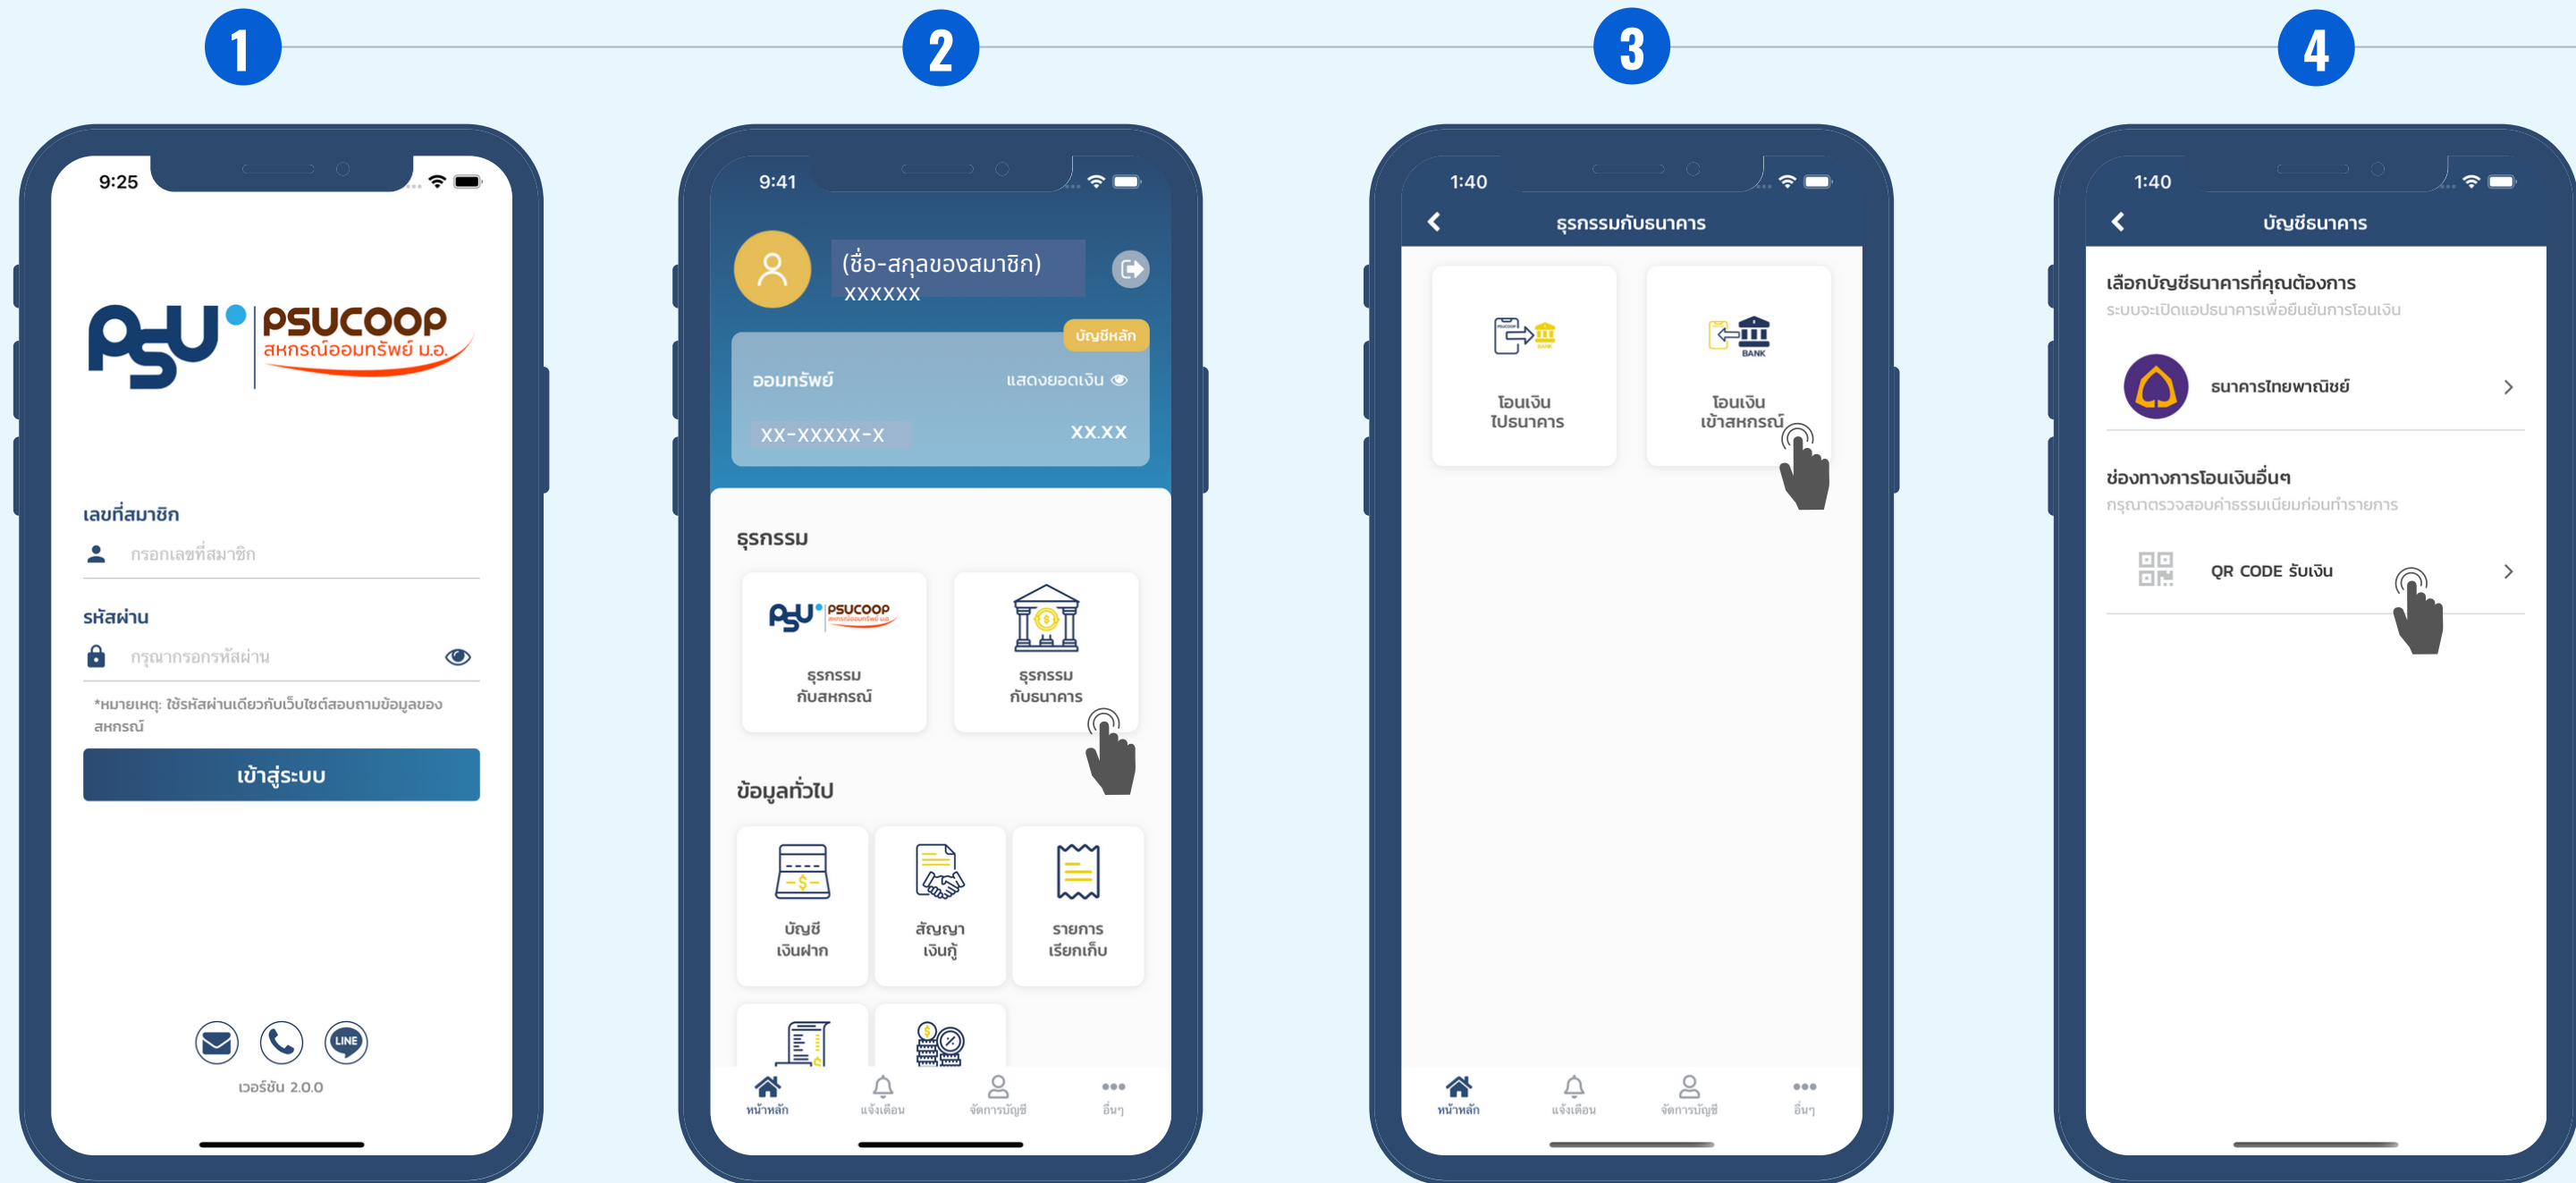 1
2
3
4
9:25
PSU
PSUCOOP
สหกรณ์ออมทรัพย์ ม.อ.
เลขที่สมาชิก
กรอกเลขที่สมาชิก
รหัสผ่าน
กรุณากรอกรหัสผ่าน
*หมายเหตุ: ใช้รหัสผ่านเดียวกับเว็บไซต์สอบถามข้อมูลของ
สหกรณ์
เข้าสู่ระบบ
LINE
เวอร์ชัน 2.0.0
9:41
(ชื่อ-สกุลของสมาชิก)
xxxxxx
บัญชีหลัก
ออมทรัพย์
แสดงยอดเงิน
XX-XXXXX-X
XX.XX
ธุรกรรม
PSU
PSUCOOP
สหกรณ์ออมทรัพย์ ม.อ.
ธุรกรรม
กับสหกรณ์
ธุรกรรม
กับธนาคาร
ข้อมูลทั่วไป
บัญชี
เงินฝาก
สัญญา
เงินกู้
รายการ
เรียกเก็บ
หน้าหลัก
แจ้งเตือน
จัดการบัญชี
อื่นๆ
1:40
ธุรกรรมกับธนาคาร
PSUCOOP
BANK
โอนเงิน
ไปธนาคาร
BANK
โอนเงิน
เข้าสหกรณ์
หน้าหลัก
แจ้งเตือน
จัดการบัญชี
อื่นๆ
1:40
บัญชีธนาคาร
เลือกบัญชีธนาคารที่คุณต้องการ
ระบบจะเปิดแอปธนาคารเพื่อยืนยันการโอนเงิน
ธนาคารไทยพาณิชย์
ช่องทางการโอนเงินอื่นๆ
กรุณาตรวจสอบค่าธรรมเนียมก่อนทำรายการ
QR CODE รับเงิน